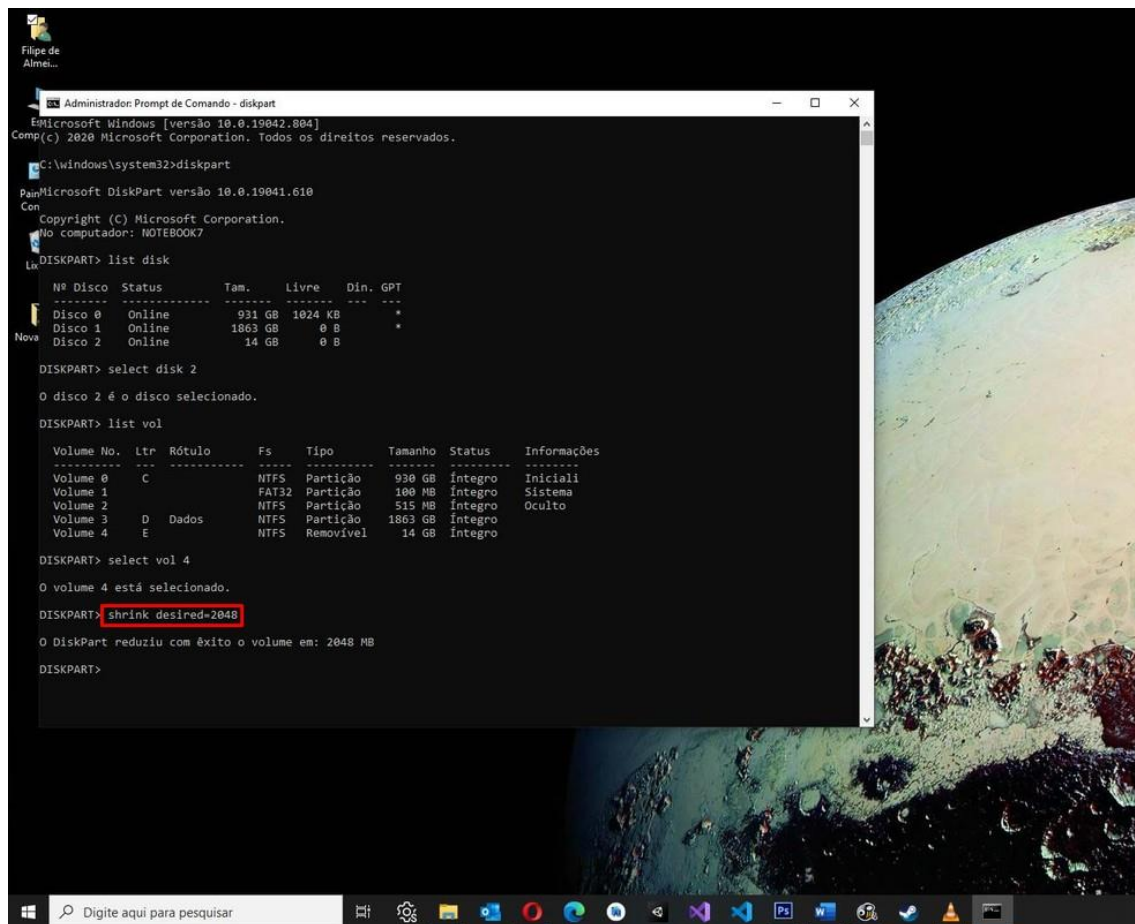 Filipe de
Almei...
Administrador: Prompt de Comando - diskpart
Microsoft Windows [versão 10.0.19042.804]
Comp
(c) 2020 Microsoft Corporation. Todos os direitos reservados.
C:\windows\system32>diskpart
Pain
Microsoft DiskPart versão 10.0.19041.610
Con
Copyright (C) Microsoft Corporation.
No computador: NOTEBOOK7
Lix
DISKPART> list disk
Nº Disco Status Tam. Livre Din. GPT
-------- ------------- ------- ------- --- ---
Disco 0 Online 931 GB 1024 KB *
Disco 1 Online 1863 GB 0 B *
Nova
Disco 2 Online 14 GB 0 B
DISKPART> select disk 2
O disco 2 é o disco selecionado.
DISKPART> list vol
Volume No. Ltr Rótulo Fs Tipo Tamanho Status Informações
---------- --- ----------- ----- ---------- ------- --------- --------
Volume 0 C NTFS Partição 930 GB Íntegro Iniciali
Volume 1 FAT32 Partição 100 MB Íntegro Sistema
Volume 2 NTFS Partição 515 MB Íntegro Oculto
Volume 3 D Dados NTFS Partição 1863 GB Íntegro
Volume 4 E NTFS Removível 14 GB Íntegro
DISKPART> select vol 4
O volume 4 está selecionado.
DISKPART> shrink desired=2048
O DiskPart reduziu com êxito o volume em: 2048 MB
DISKPART>
Digite aqui para pesquisar
Ps